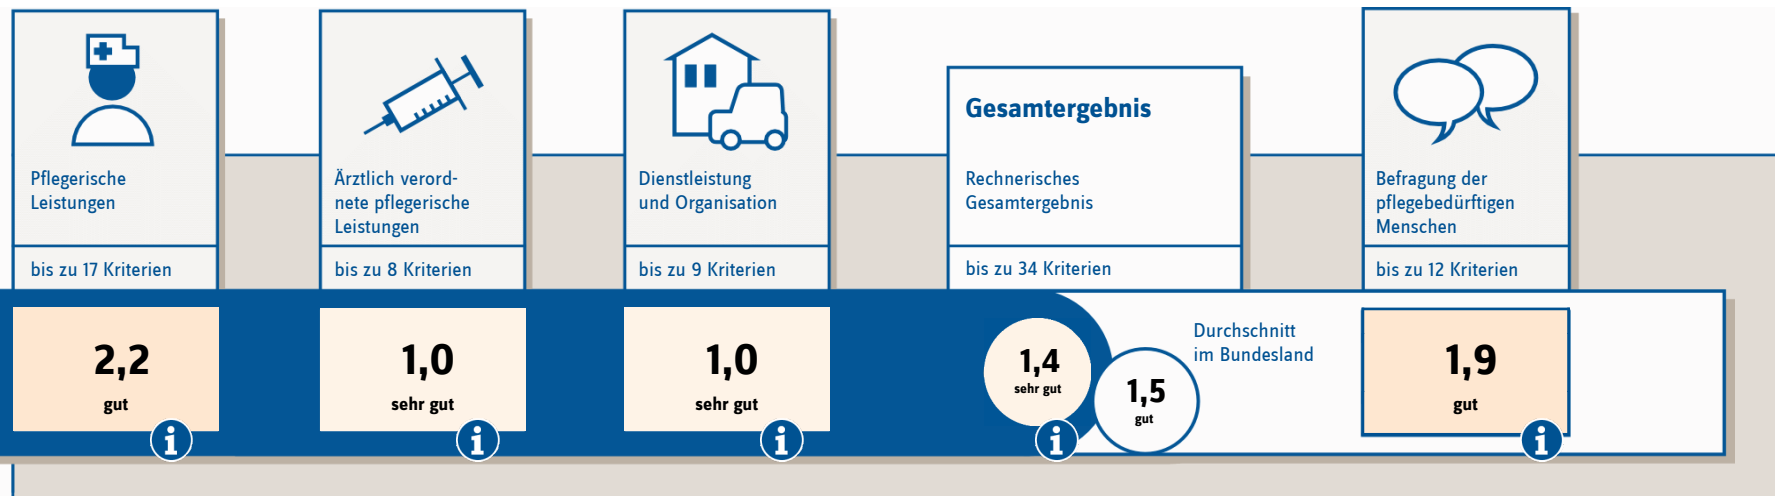 Pflegerische
Leistungen
bis zu 17 Kriterien
2,2
gut
i
Ärztlich verord-
nete pflegerische
Leistungen
bis zu 8 Kriterien
1,0
sehr gut
i
Dienstleistung
und Organisation
bis zu 9 Kriterien
1,0
sehr gut
i
Gesamtergebnis
Rechnerisches
Gesamtergebnis
bis zu 34 Kriterien
1,4
sehr gut
i
1,5
gut
Durchschnitt
im Bundesland
Befragung der
pflegebedürftigen
Menschen
bis zu 12 Kriterien
1,9
gut
i